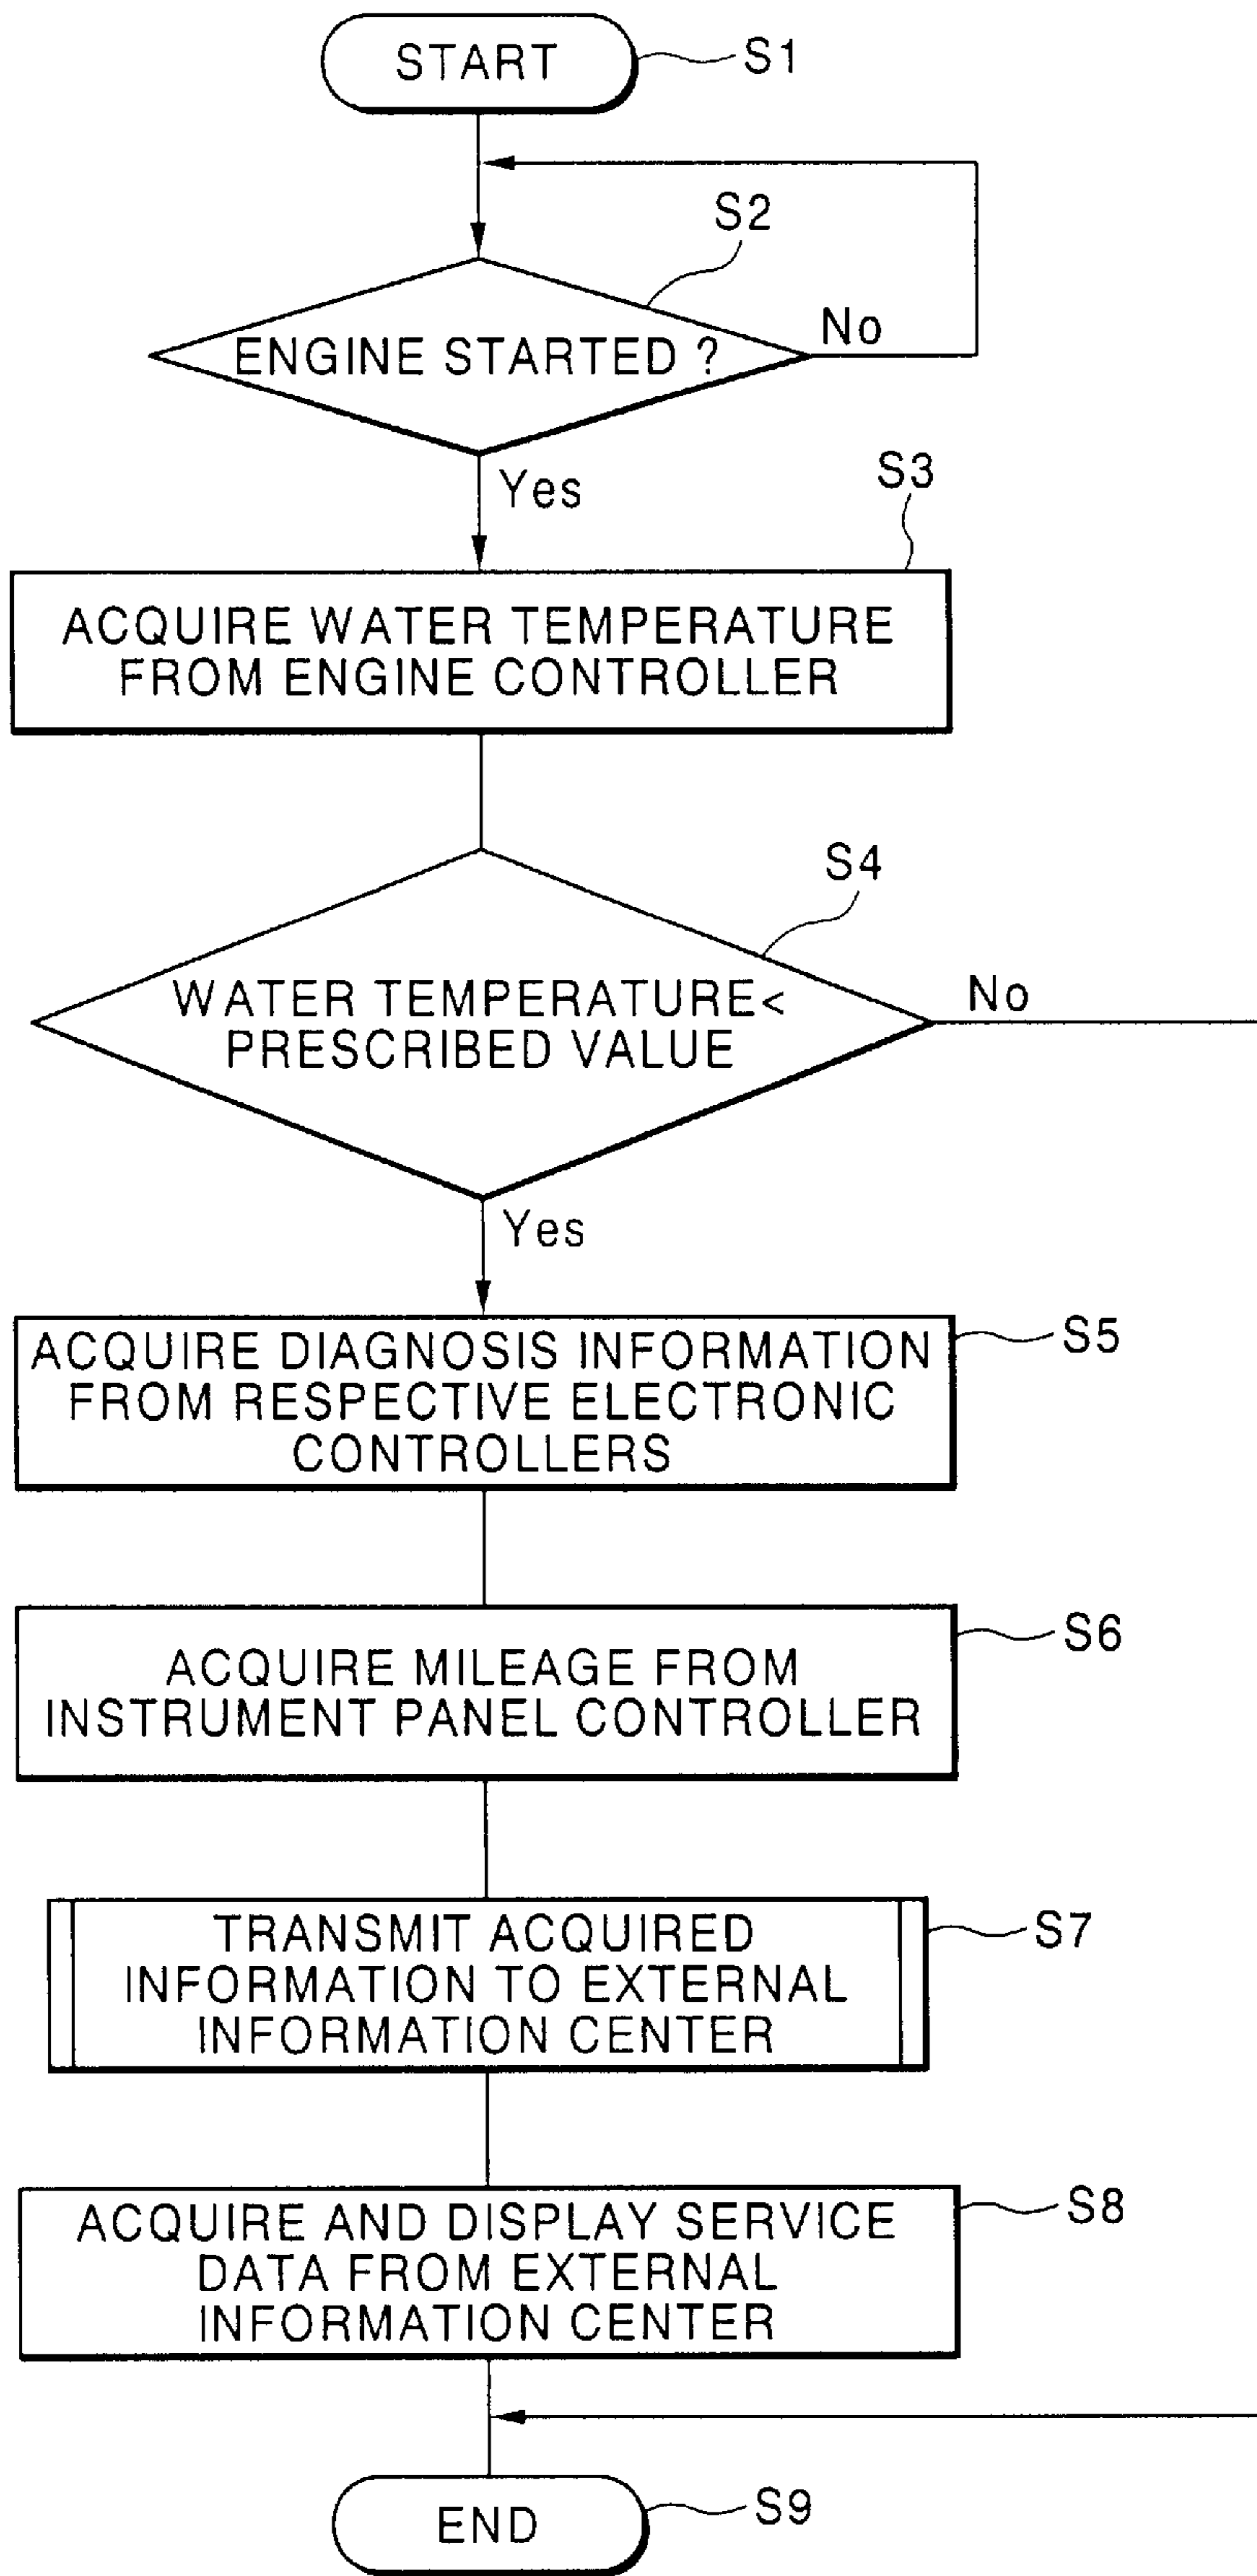 START
S1
S2
ENGINE STARTED ?
No
Yes
S3
ACQUIRE WATER TEMPERATURE
FROM ENGINE CONTROLLER
S4
WATER TEMPERATURE<
PRESCRIBED VALUE
No
Yes
S5
ACQUIRE DIAGNOSIS INFORMATION
FROM RESPECTIVE ELECTRONIC
CONTROLLERS
S6
ACQUIRE MILEAGE FROM
INSTRUMENT PANEL CONTROLLER
S7
TRANSMIT ACQUIRED
INFORMATION TO EXTERNAL
INFORMATION CENTER
S8
ACQUIRE AND DISPLAY SERVICE
DATA FROM EXTERNAL
INFORMATION CENTER
END
S9